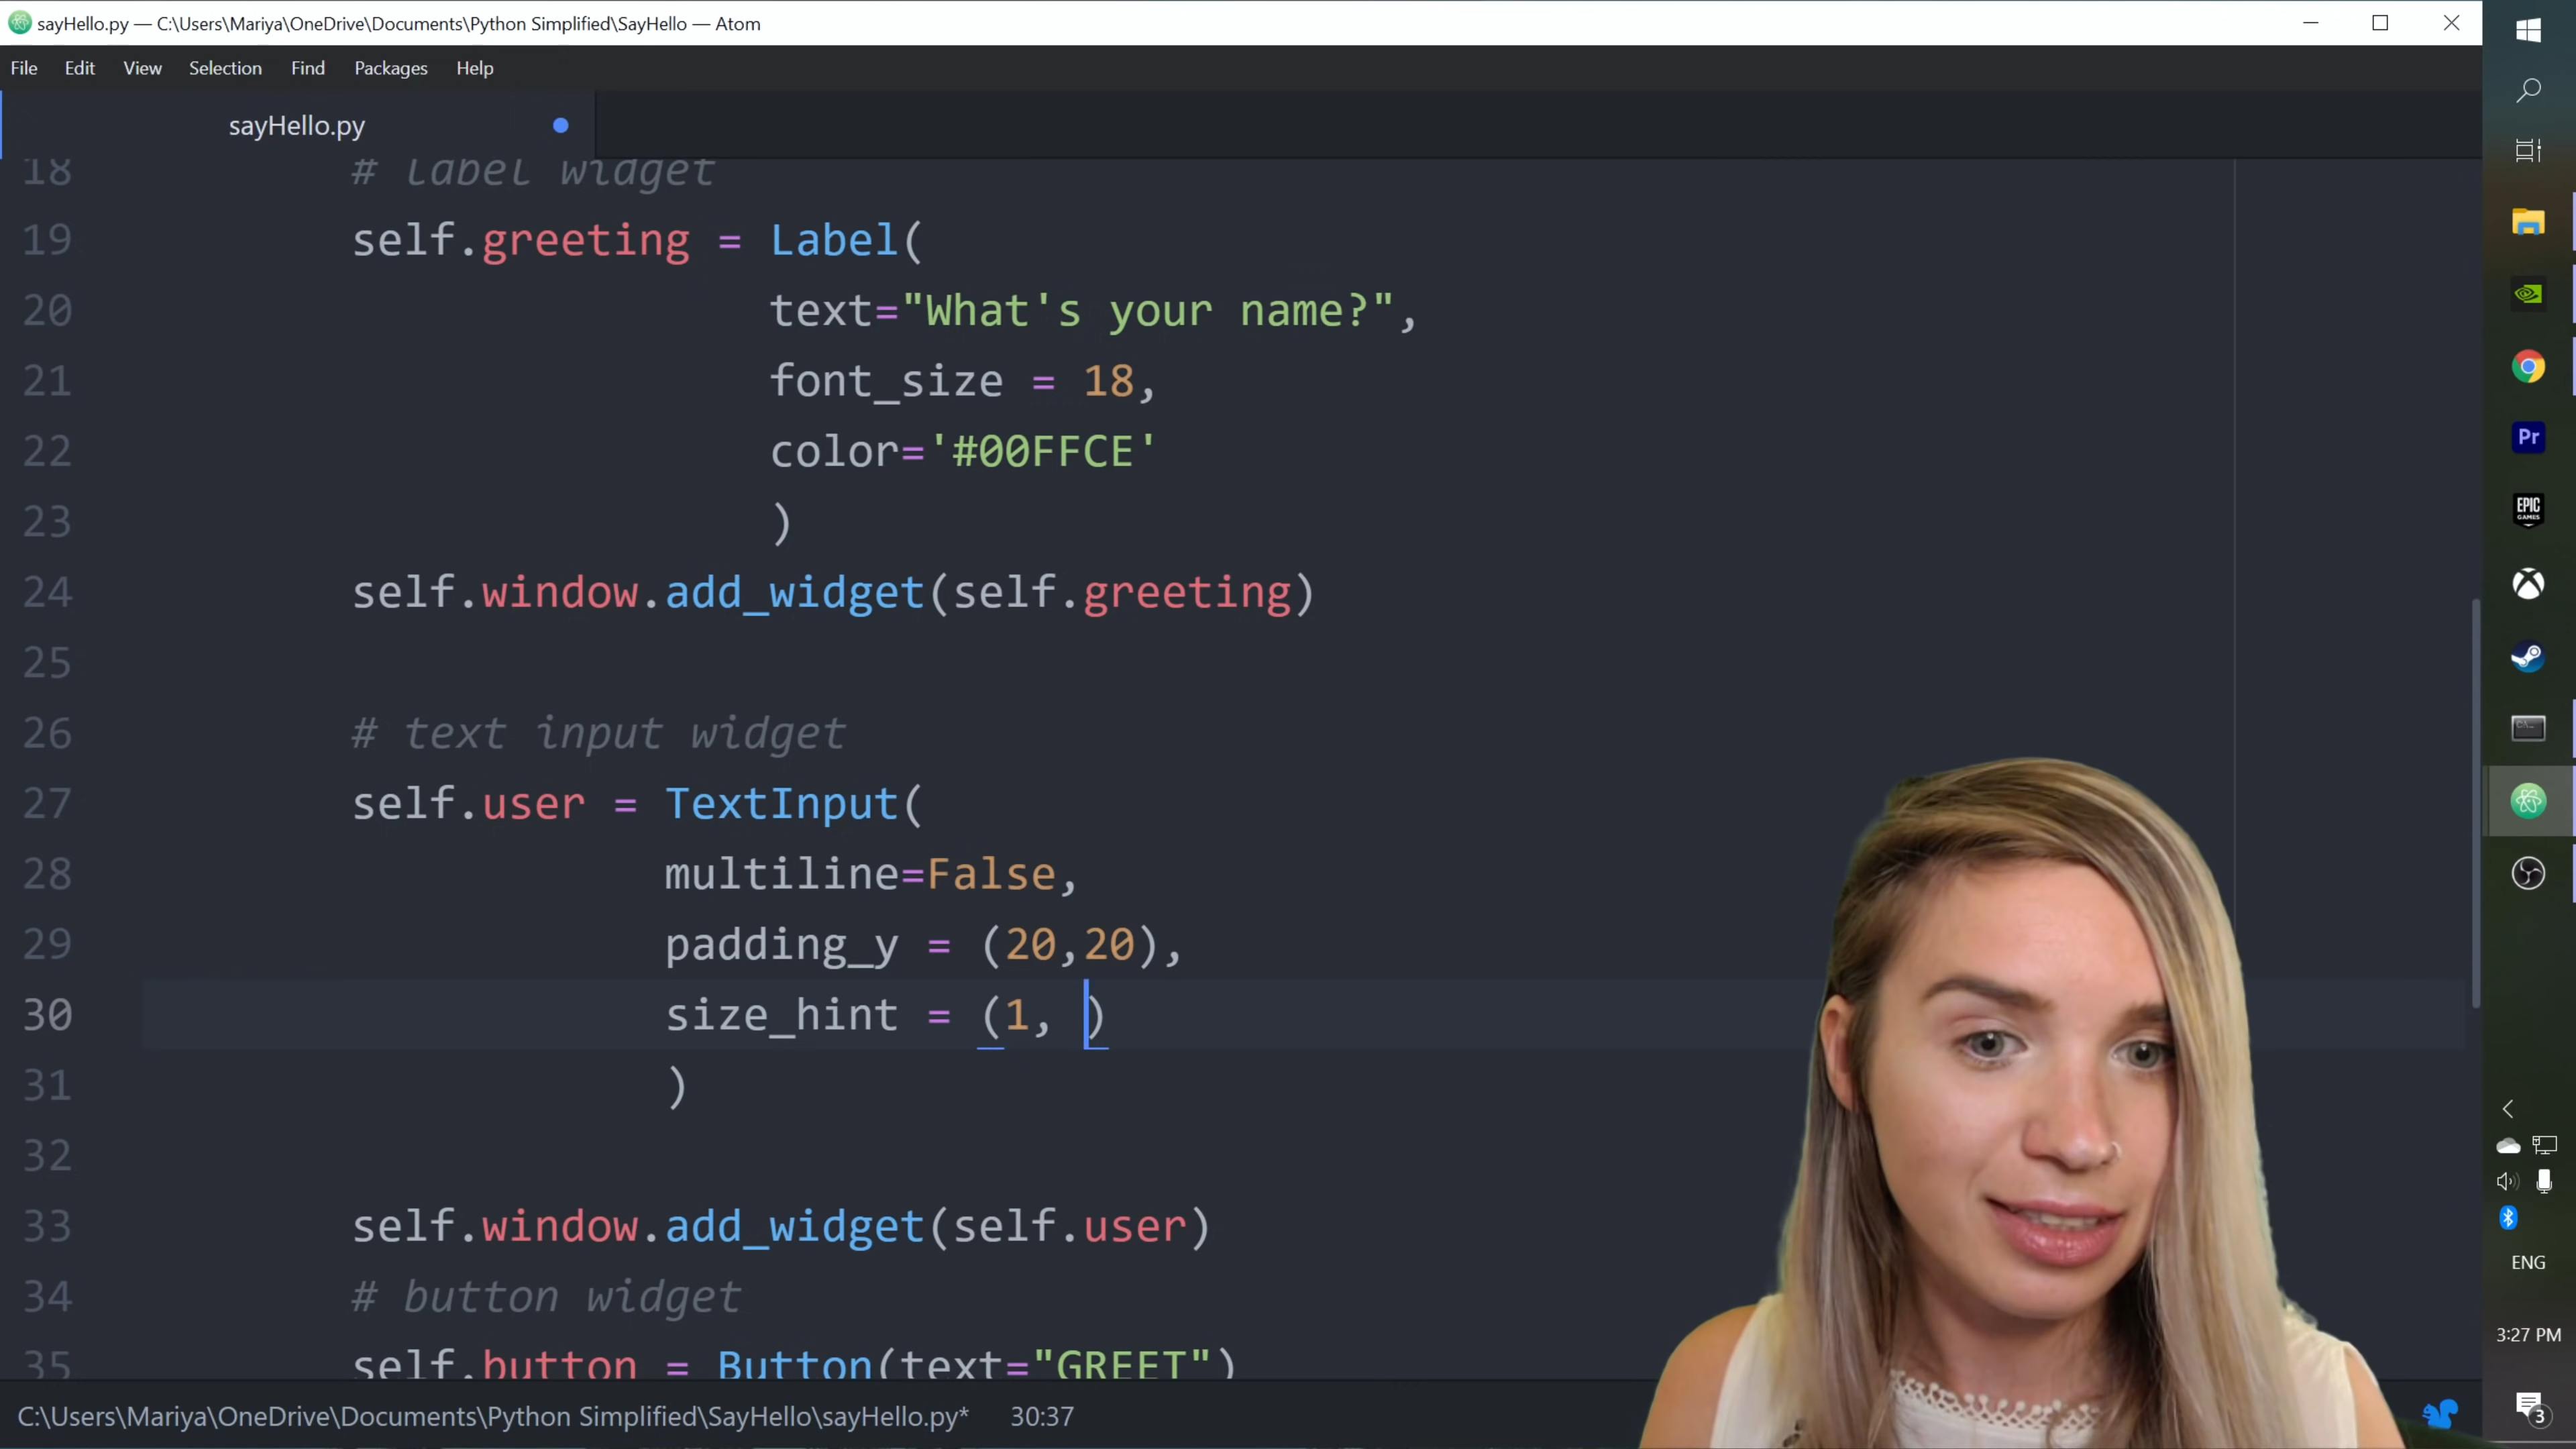 sayHello.py — C:\Users\Mariya\OneDrive\Documents\Python Simplified\SayHello — Atom
File Edit View Selection Find Packages Help
sayHello.py
18 # label widget
19 self.greeting = Label(
20 text="What's your name?",
21 font_size = 18,
22 color='#00FFCE'
23 )
24 self.window.add_widget(self.greeting)
25
26 # text input widget
27 self.user = TextInput(
28 multiline=False,
29 padding_y = (20,20),
30 size_hint = (1, )
31 )
32
33 self.window.add_widget(self.user)
34 # button widget
35 self.button = Button(text="GREET")
C:\Users\Mariya\OneDrive\Documents\Python Simplified\SayHello\sayHello.py* 30:37
Pr
EPIC
GAMES
ENG
3:27 PM
3